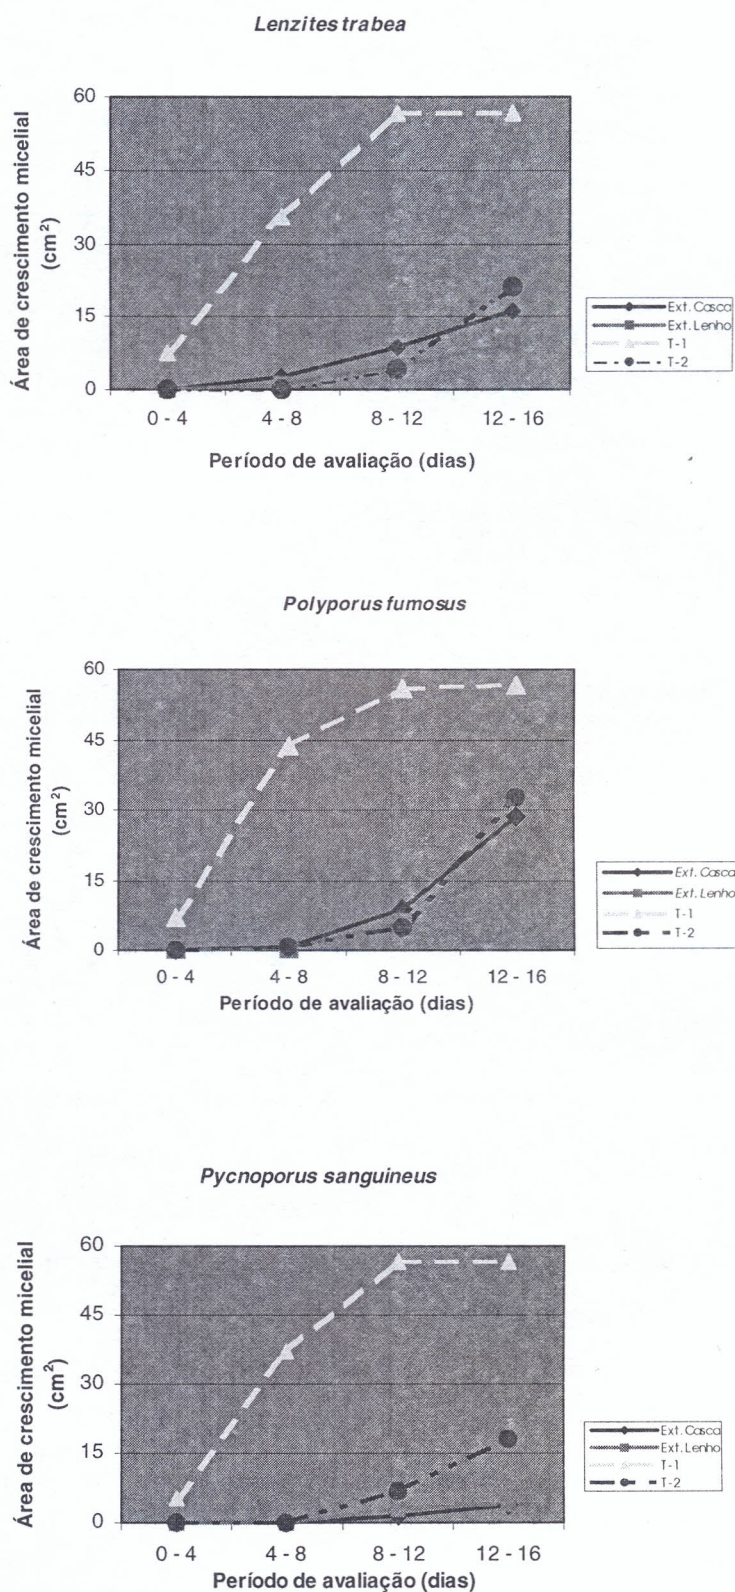 Lenzites trabea
Área de crescimento micelial
(cm²)
60
45
30
15
0
0 - 4
4 - 8
8 - 12
12 - 16
Período de avaliação (dias)
Ext. Casca
Ext. Lenho
T-1
T-2
Polyporus fumosus
Área de crescimento micelial
(cm²)
60
45
30
15
0
0 - 4
4 - 8
8 - 12
12 - 16
Período de avaliação (dias)
Ext. Casca
Ext. Lenho
T-1
T-2
Pycnoporus sanguineus
Área de crescimento micelial
(cm²)
60
45
30
15
0
0 - 4
4 - 8
8 - 12
12 - 16
Período de avaliação (dias)
Ext. Casca
Ext. Lenho
T-1
T-2